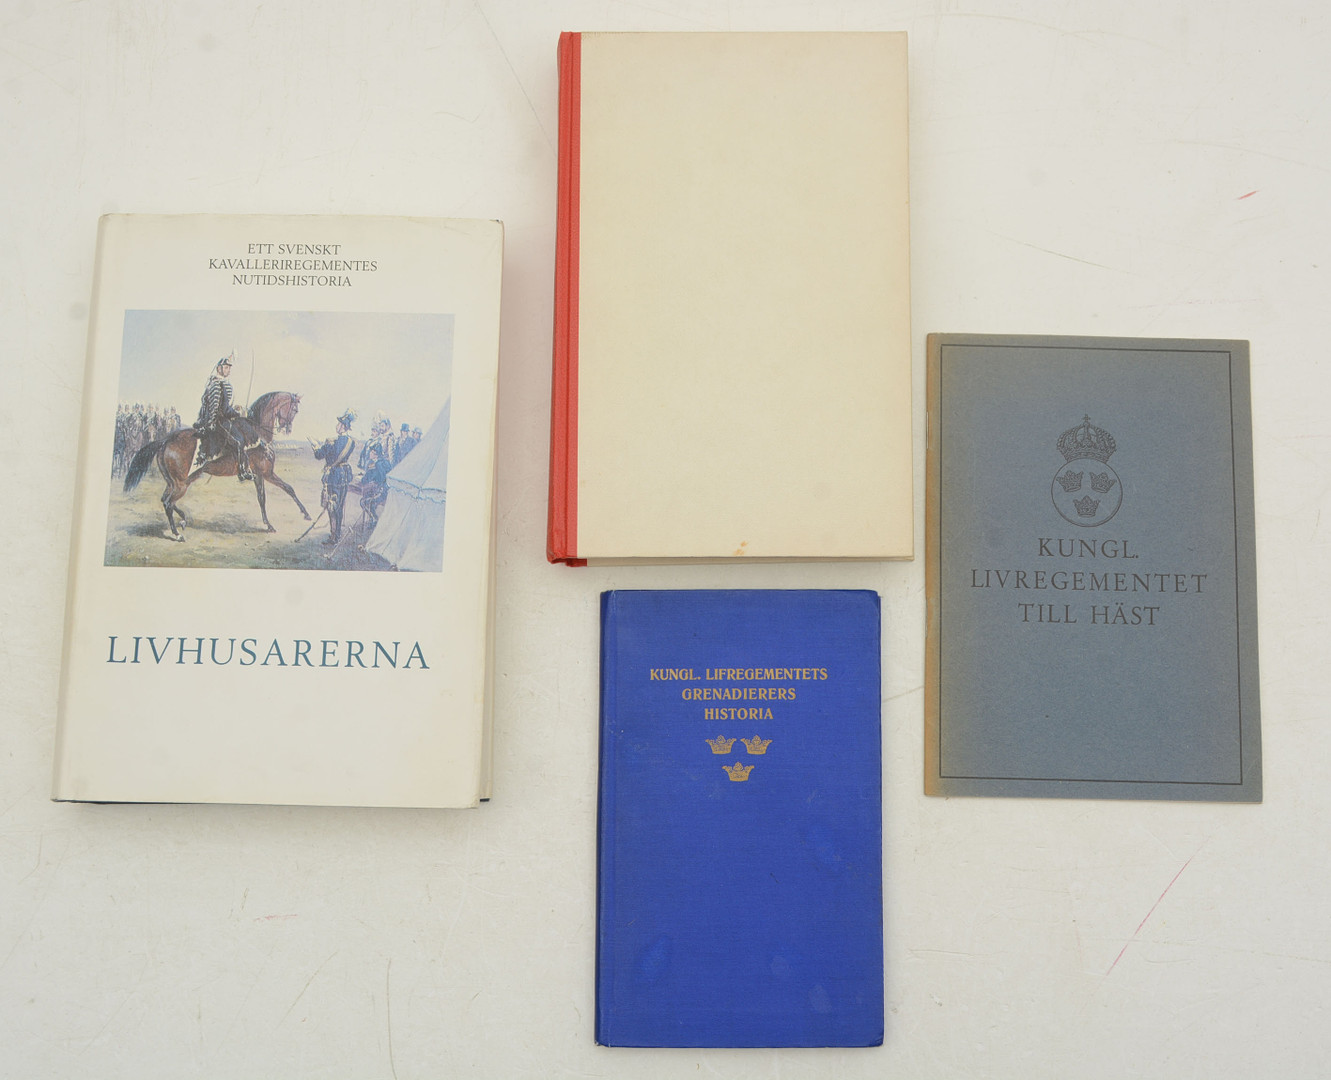 ETT SVENSKT
KAVALLERIREGEMENTES
NUTIDSHISTORIA
LIVHUSARERNA
KUNGL. LIFREGEMENTETS
GRENADIERERS
HISTORIA
KUNGL.
LIVREGEMENTET
TILL HÄST